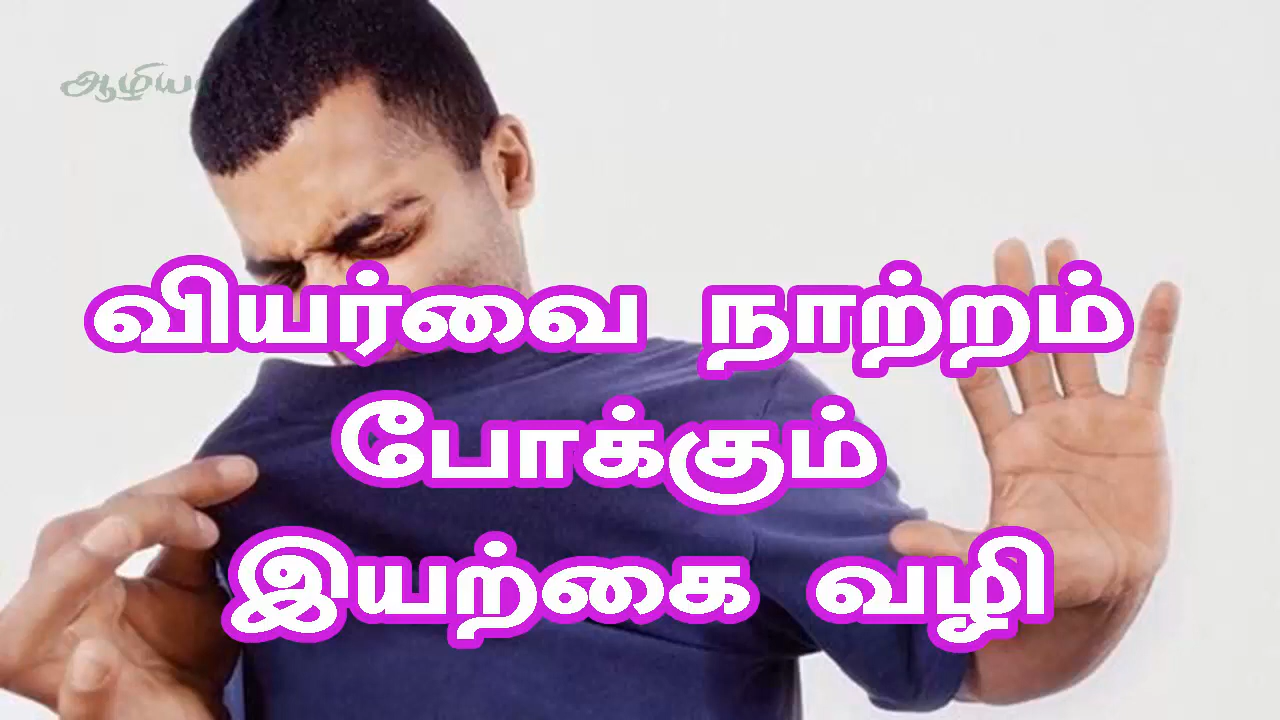 வியர்வை நாற்றம்
போக்கும்
இயற்கை வழி